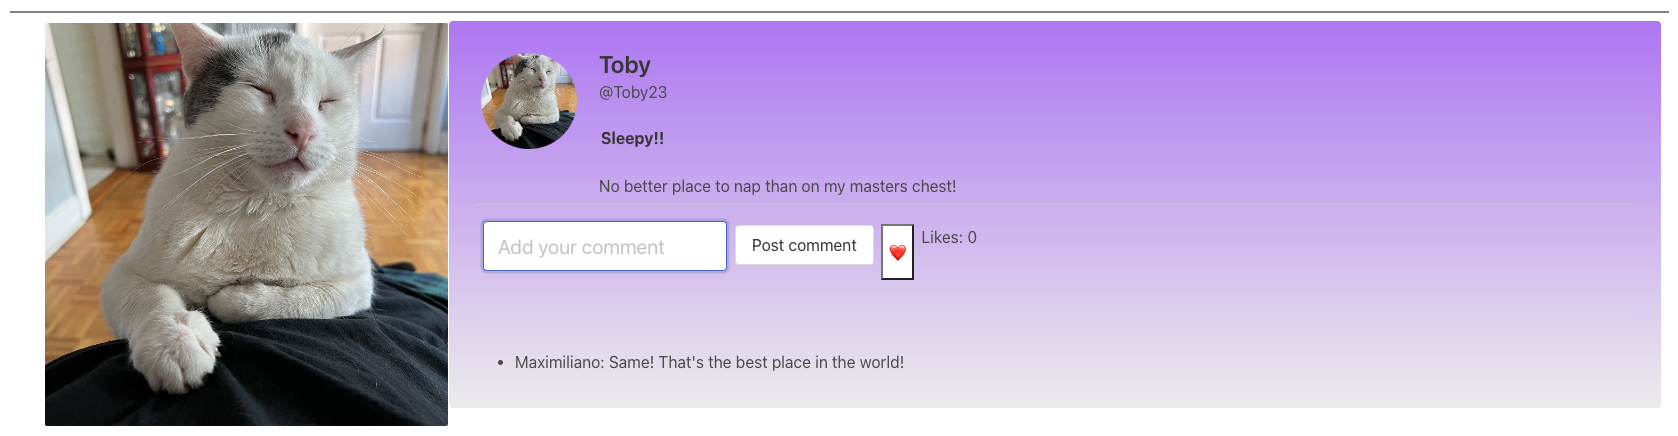 Toby
@Toby23
Sleepy!!
No better place to nap than on my masters chest!
Add your comment
Post comment
Likes: 0
Maximiliano: Same! That's the best place in the world!